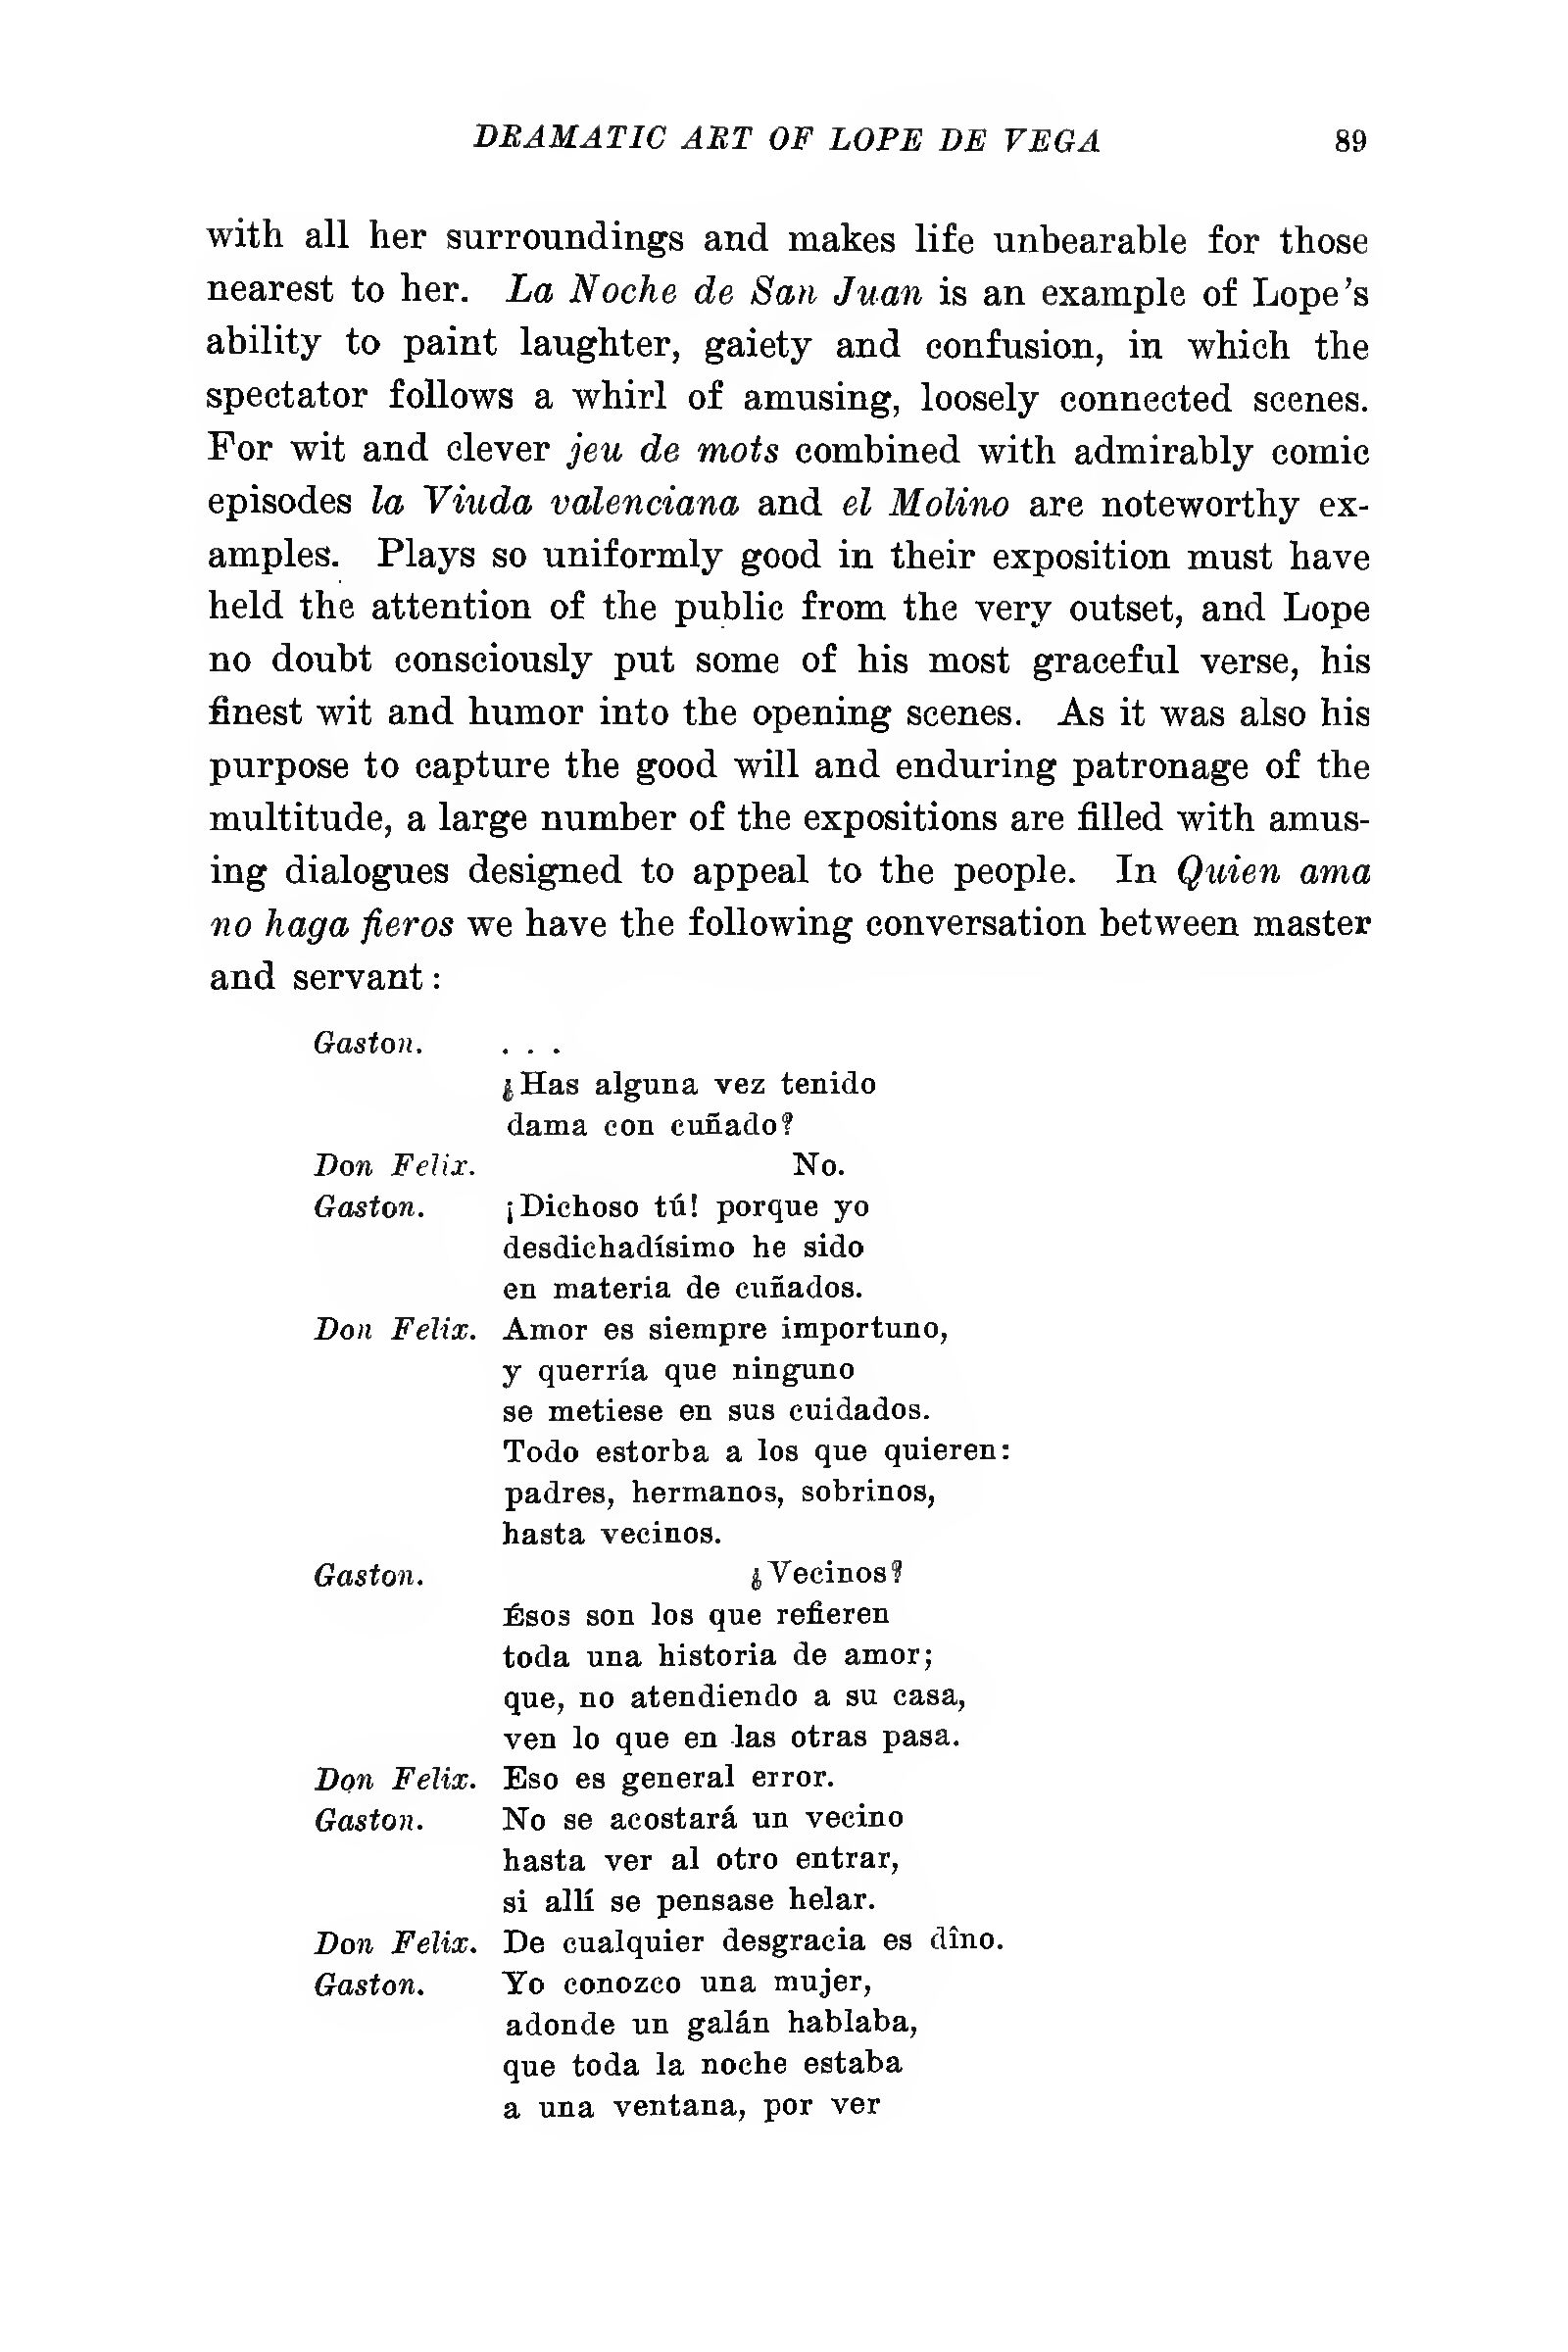 DRAMATIC ART OF LOPE DE VEGA 89
with all her surroundings and makes life unbearable for those
nearest to her. La Noche de San Juan is an example of Lope's
ability to paint laughter, gaiety and confusion, in which the
spectator follows a whirl of amusing, loosely connected scenes.
For wit and clever jeu de mots combined with admirably comic
episodes la Viuda valenciana and el Molino are noteworthy ex-
amples. Plays so uniformly good in their exposition must have
held the attention of the public from the very outset, and Lope
no doubt consciously put some of his most graceful verse, his
finest wit and humor into the opening scenes. As it was also his
purpose to capture the good will and enduring patronage of the
multitude, a large number of the expositions are filled with amus-
ing dialogues designed to appeal to the people. In Quien ama
no haga fieros we have the following conversation between master
and servant:
Gaston. . . .
¿Has alguna vez tenido
dama con cuñado?
Don Felix. No.
Gaston. ¡Dichoso tú! porque yo
desdichadísimo he sido
en materia de cuñados.
Don Felix. Amor es siempre importuno,
y querría que ninguno
se metiese en sus cuidados.
Todo estorba a los que quieren:
padres, hermanos, sobrinos,
hasta vecinos.
Gaston. ¿Vecinos?
Ésos son los que refieren
toda una historia de amor;
que, no atendiendo a su casa,
ven lo que en las otras pasa.
Don Felix. Eso es general error.
Gaston. No se acostará un vecino
hasta ver al otro entrar,
si allí se pensase helar.
Don Felix. De cualquier desgracia es dîno.
Gaston. Yo conozco una mujer,
adonde un galán hablaba,
que toda la noche estaba
a una ventana, por ver